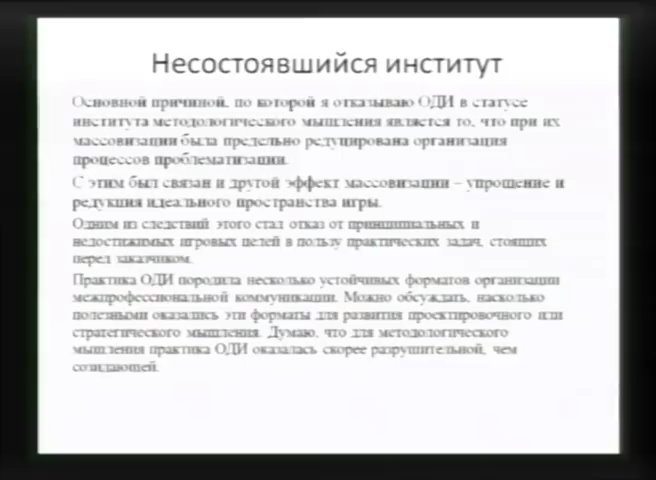 Несостоявшийся институт
Основной причиной, по которой я отказываю ОДИ в статусе
института методологического мышления является то, что при их
массовизации была предельно редуцирована организация
процессов проблематизации.
С этим был связан и другой эффект массовизации – упрощение и
редукция идеального пространства игры.
Одним из следствий этого стал отказ от принципиальных и
недостижимых игровых целей в пользу практических задач, стоящих
перед заказчиком.
Практика ОДИ породила несколько устойчивых форматов организации
межпрофессиональной коммуникации. Можно обсуждать, насколько
полезными оказались эти форматы для развития проектировочного или
стратегического мышления. Думаю, что для методологического
мышления практика ОДИ оказалась скорее разрушительной, чем
созидающей.